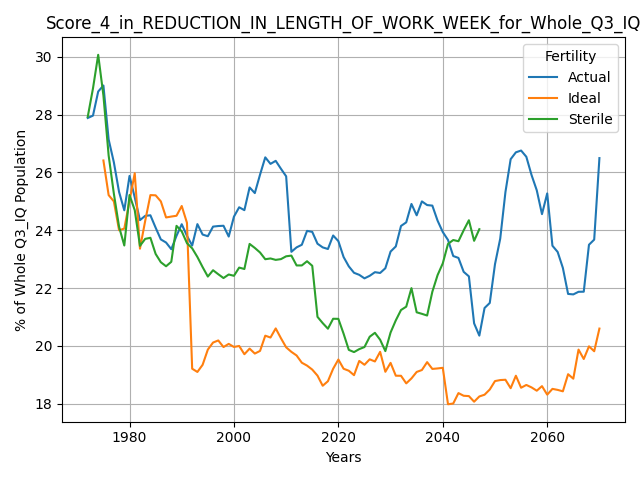 Score_4_in_REDUCTION_IN_LENGTH_OF_WORK_WEEK_for_Whole_Q3_IQ
Fertility
Actual
Ideal
Sterile
% of Whole Q3_IQ Population
30
28
26
24
22
20
18
1980 2000 2020 2040 2060
Years